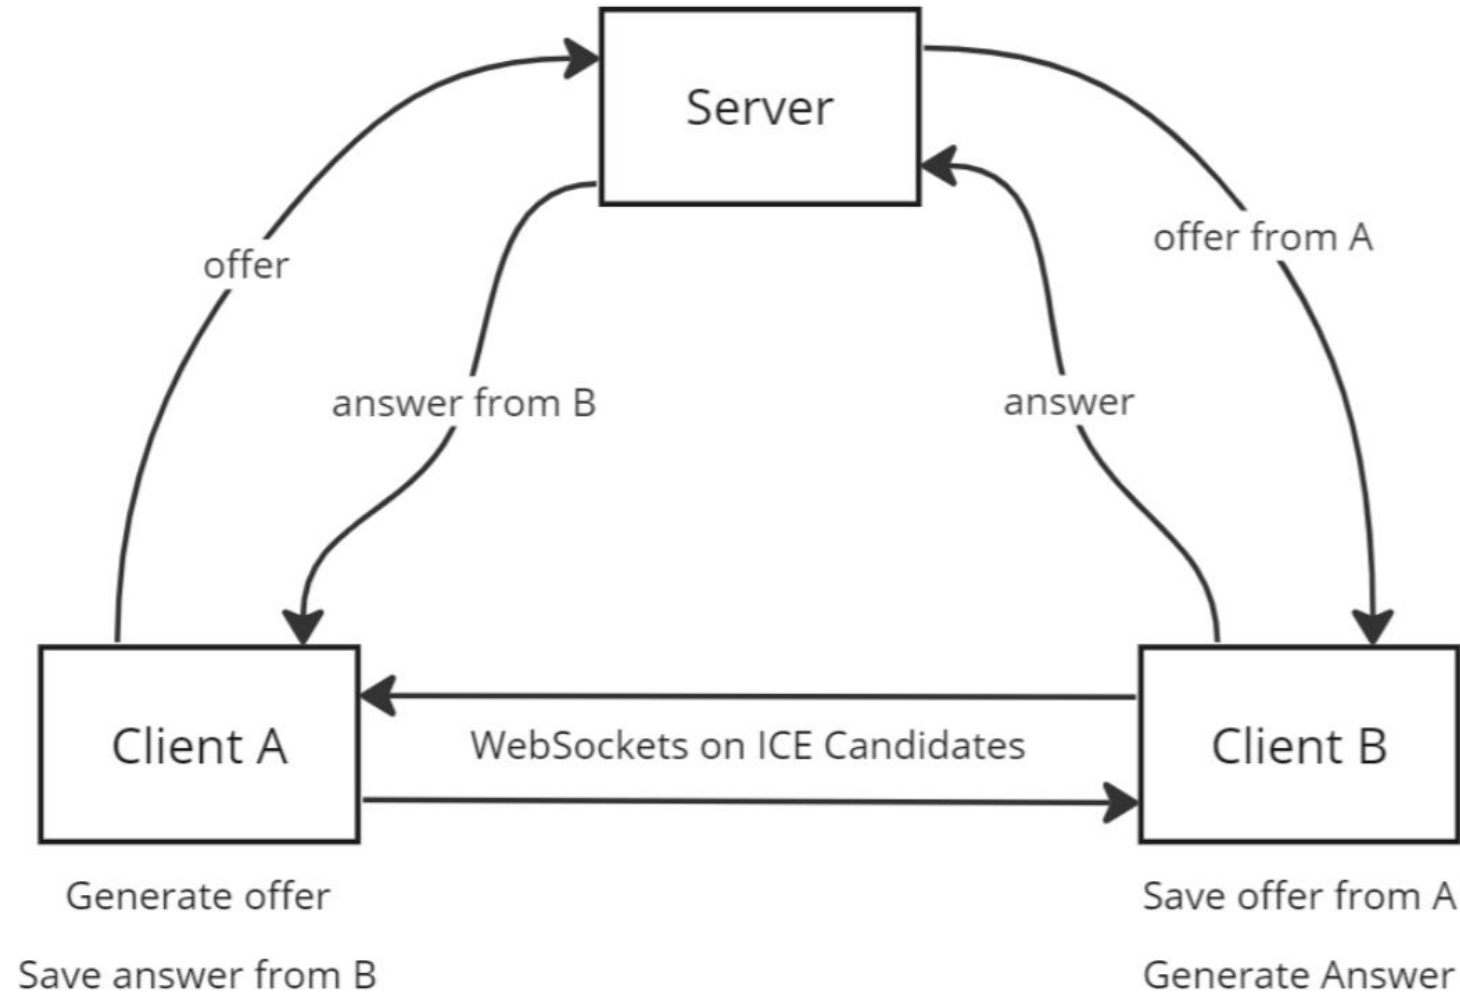 Server
offer
offer from A
answer from B
answer
Client A
WebSockets on ICE Candidates
Client B
Generate offer
Save answer from B
Save offer from A
Generate Answer